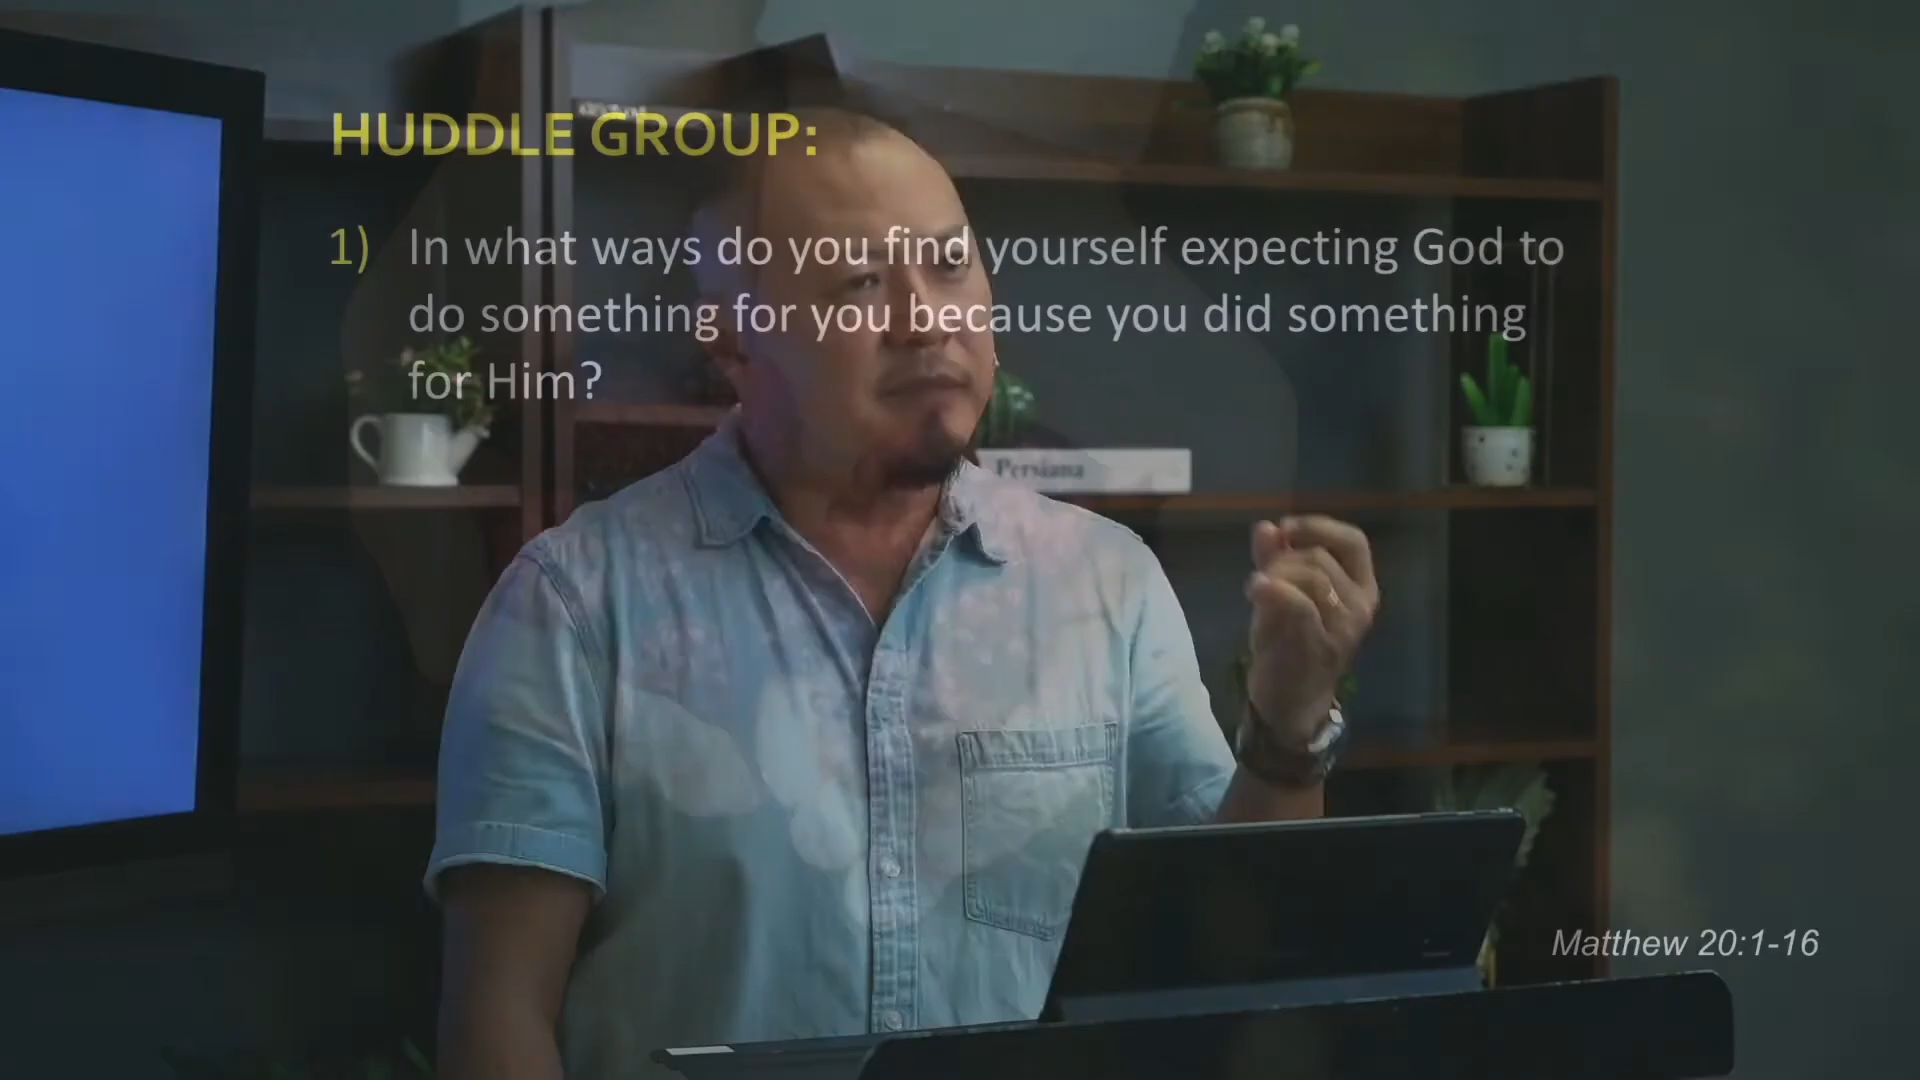 HUDDLE GROUP:
1) In what ways do you find yourself expecting God to
do something for you because you did something
for Him?
Persiana
Matthew 20:1-16